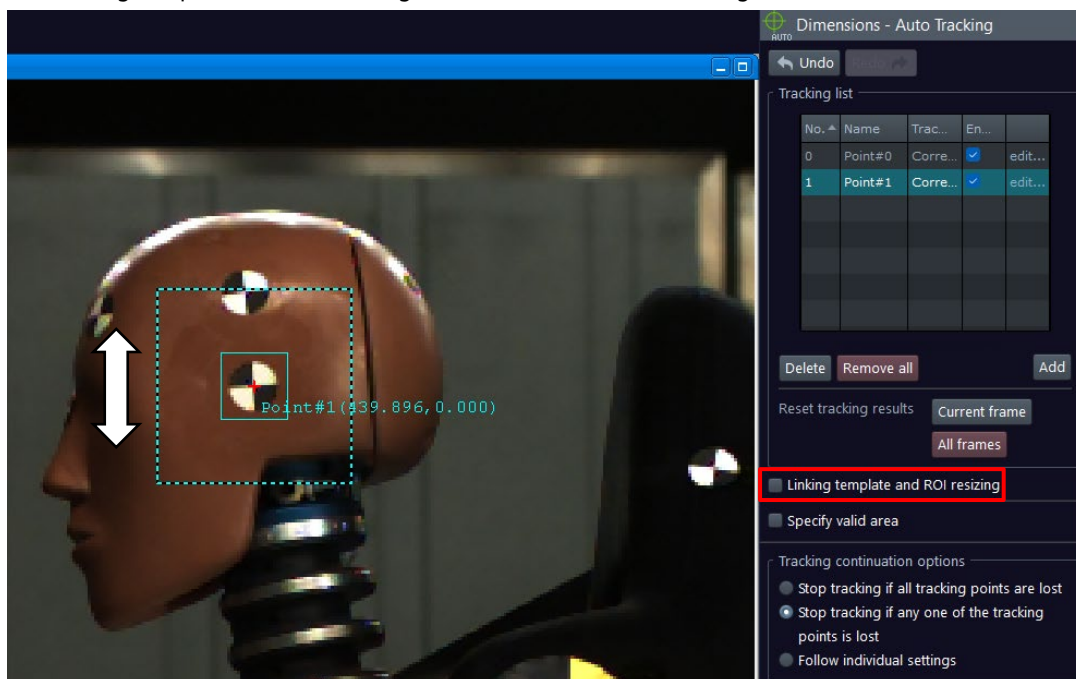 AUTO Dimensions - Auto Tracking
Undo Redo
Tracking list
No. Name Trac... En...
0 Point#0 Corre... edit...
1 Point#1 Corre... edit...
Point#1(439.896,0.000)
Delete Remove all Add
Reset tracking results Current frame
All frames
Linking template and ROI resizing
Specify valid area
Tracking continuation options
Stop tracking if all tracking points are lost
Stop tracking if any one of the tracking
points is lost
Follow individual settings